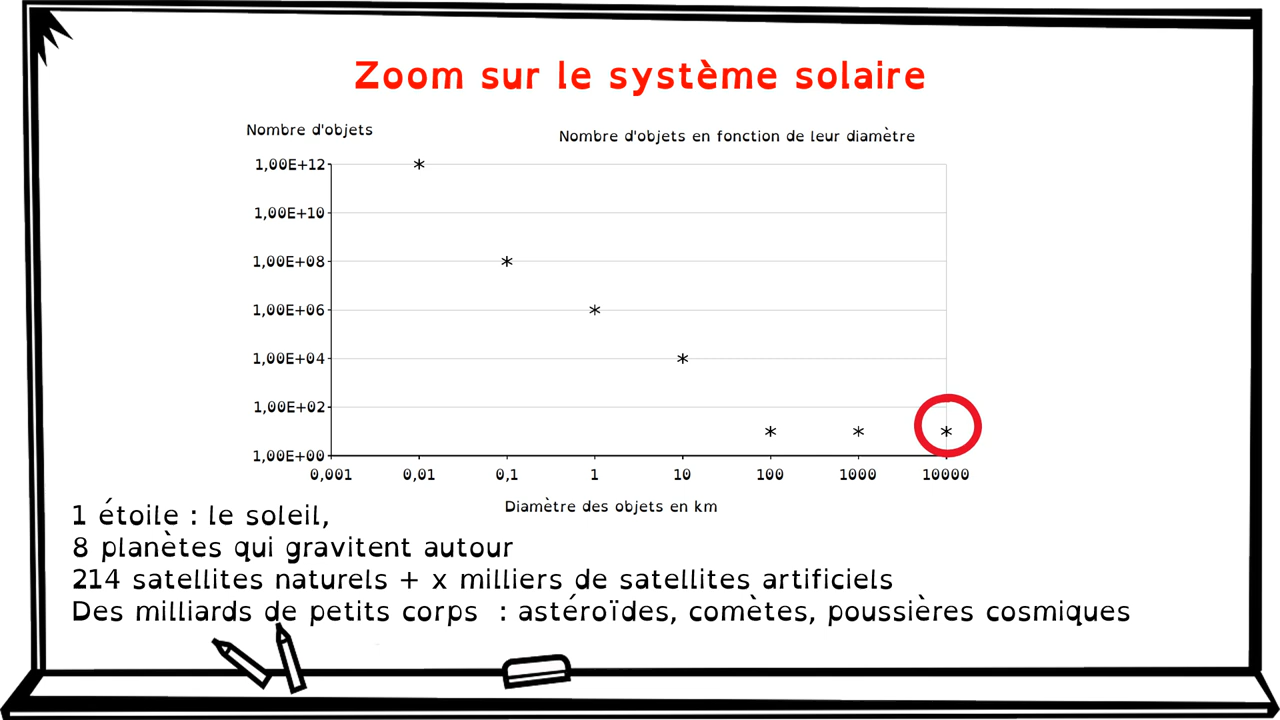 Zoom sur le système solaire
Nombre d'objets
Nombre d'objets en fonction de leur diamètre
1,00E+12
1,00E+10
1,00E+08
1,00E+06
1,00E+04
1,00E+02
1,00E+00
0,001 0,01 0,1 1 10 100 1000 10000
Diamètre des objets en km
1 étoile : le soleil,
8 planètes qui gravitent autour
214 satellites naturels + x milliers de satellites artificiels
Des milliards de petits corps : astéroïdes, comètes, poussières cosmiques